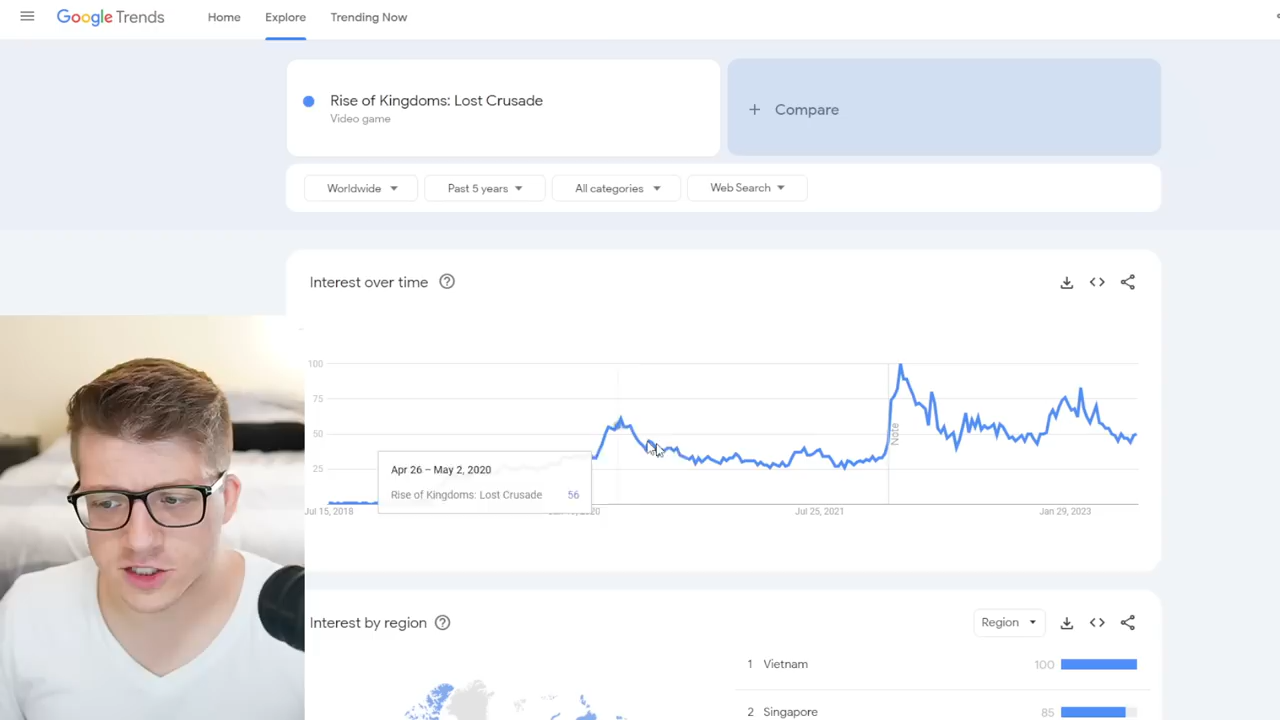 Google Trends Home Explore Trending Now
Rise of Kingdoms: Lost Crusade
Video game
+ Compare
Worldwide Past 5 years All categories Web Search
Interest over time
100
75
50
25
Note
Apr 26 – May 2, 2020
Rise of Kingdoms: Lost Crusade 56
Jul 15, 2018 2020 Jul 25, 2021 Jan 29, 2023
Interest by region Region
1 Vietnam 100
2 Singapore 85